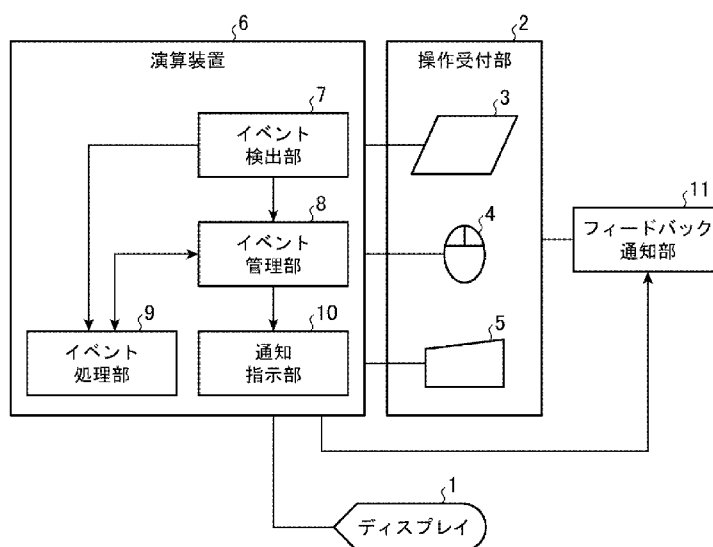 6
演算装置
7
イベント
検出部
8
イベント
管理部
9
イベント
処理部
10
通知
指示部
2
操作受付部
3
4
5
11
フィードバック
通知部
1
ディスプレイ